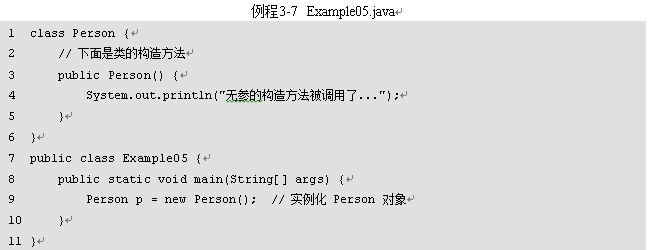 例程3-7 Example05.java
1 class Person {
2     // 下面是类的构造方法
3     public Person() {
4         System.out.println("无参的构造方法被调用了...");
5     }
6 }
7 public class Example05 {
8     public static void main(String[] args) {
9         Person p = new Person(); // 实例化 Person 对象
10     }
11 }